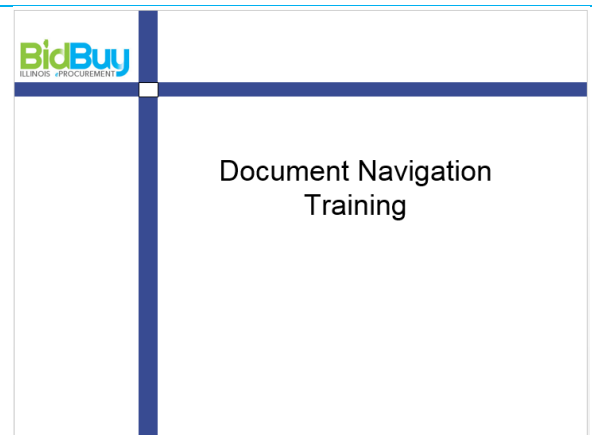 BidBuy
ILLINOIS ePROCUREMENT
Document Navigation
Training